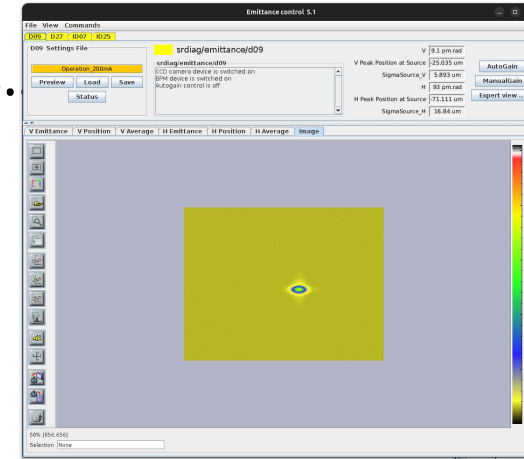 Emittance control 5.1
File View Commands
D09 D27 ID07 ID25
D09 Settings File
Operation_200mA
Preview Load Save
Status
srdiag/emittance/d09
srdiag/emittance/d09
CCD camera device is switched on
BPM device is switched on
Autogain control is off
V 9.1 pm.rad
V Peak Position at Source -25.035 um
SigmaSource_V 5.893 um
H 93 pm.rad
H Peak Position at Source -71.111 um
SigmaSource_H 16.84 um
AutoGain
ManualGain
Expert view ...
V Emittance V Position V Average H Emittance H Position H Average Image
50% [856,656]
Selection None